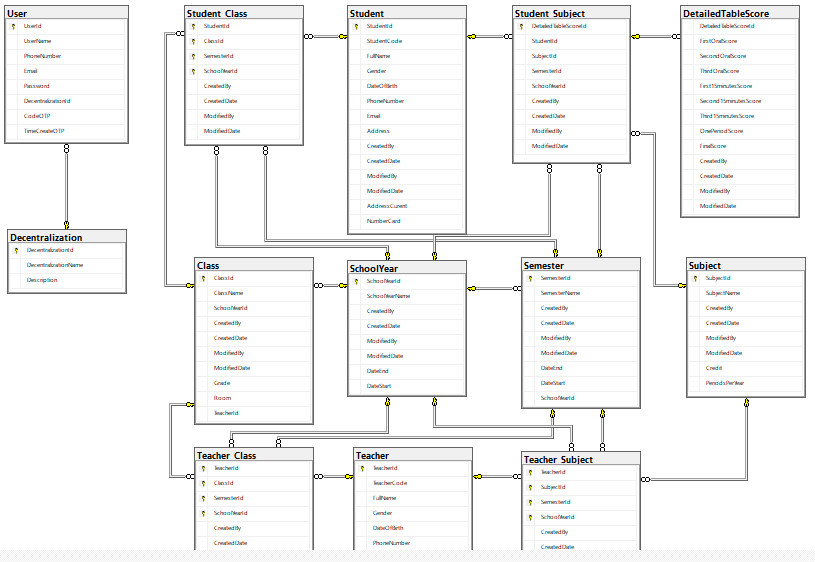 User
UserId
UserName
PhoneNumber
Email
Password
DecentralizationId
CodeOTP
TimeCreateOTP
Student_Class
StudentId
ClassId
SemesterId
SchoolYearId
CreatedBy
CreatedDate
ModifiedBy
ModifiedDate
Student
StudentId
StudentCode
FullName
Gender
DateOfBirth
PhoneNumber
Email
Address
CreatedBy
CreatedDate
ModifiedBy
ModifiedDate
AddressCurent
NumberCard
Student_Subject
DetailedTableScoreId
StudentId
SubjectId
SemesterId
SchoolYearId
CreatedBy
CreatedDate
ModifiedBy
ModifiedDate
DetailedTableScore
DetailedTableScoreId
FirstOralScore
SecondOralScore
ThirdOralScore
First15minutesScore
Second15minutesScore
Third15minutesScore
OnePeriodScore
FinalScore
CreatedBy
CreatedDate
ModifiedBy
ModifiedDate
Decentralization
DecentralizationId
DecentralizationName
Description
Class
ClassId
ClassName
SchoolYearId
CreatedBy
CreatedDate
ModifiedBy
ModifiedDate
Grade
Room
TeacherId
SchoolYear
SchoolYearId
SchoolYearName
CreatedBy
CreatedDate
ModifiedBy
ModifiedDate
DateEnd
DateStart
Semester
SemesterId
SemesterName
CreatedBy
CreatedDate
ModifiedBy
ModifiedDate
DateEnd
DateStart
SchoolYearId
Subject
SubjectId
SubjectName
CreatedBy
CreatedDate
ModifiedBy
ModifiedDate
Credit
PeriodsPerYear
Teacher_Class
TeacherId
ClassId
SemesterId
SchoolYearId
CreatedBy
CreatedDate
Teacher
TeacherId
TeacherCode
FullName
Gender
DateOfBirth
PhoneNumber
Teacher_Subject
TeacherId
SubjectId
SemesterId
SchoolYearId
CreatedBy
CreatedDate